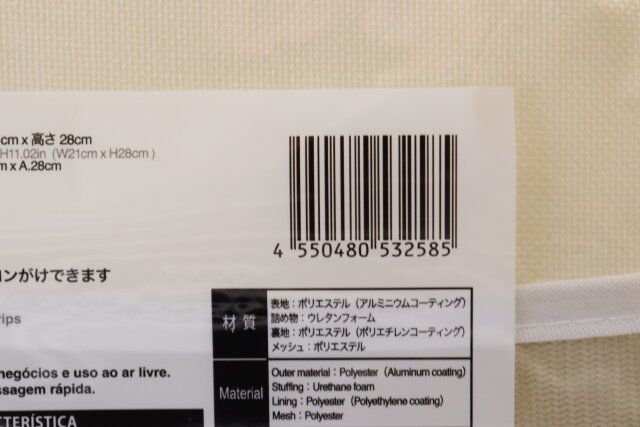 cm x 高さ 28cm
H11.02in (W21cm x H28cm )
m x A.28cm
4 550480 532585
ロンがけできます
rips
negócios e uso ao ar livre.
ssagem rápida.
CTERÍSTICA
材 質
表地：ポリエステル（アルミニウムコーティング）
詰め物：ウレタンフォーム
裏地：ポリエステル（ポリエチレンコーティング）
メッシュ：ポリエステル
Material
Outer material : Polyester (Aluminum coating)
Stuffing : Urethane foam
Lining : Polyester (Polyethylene coating)
Mesh : Polyester